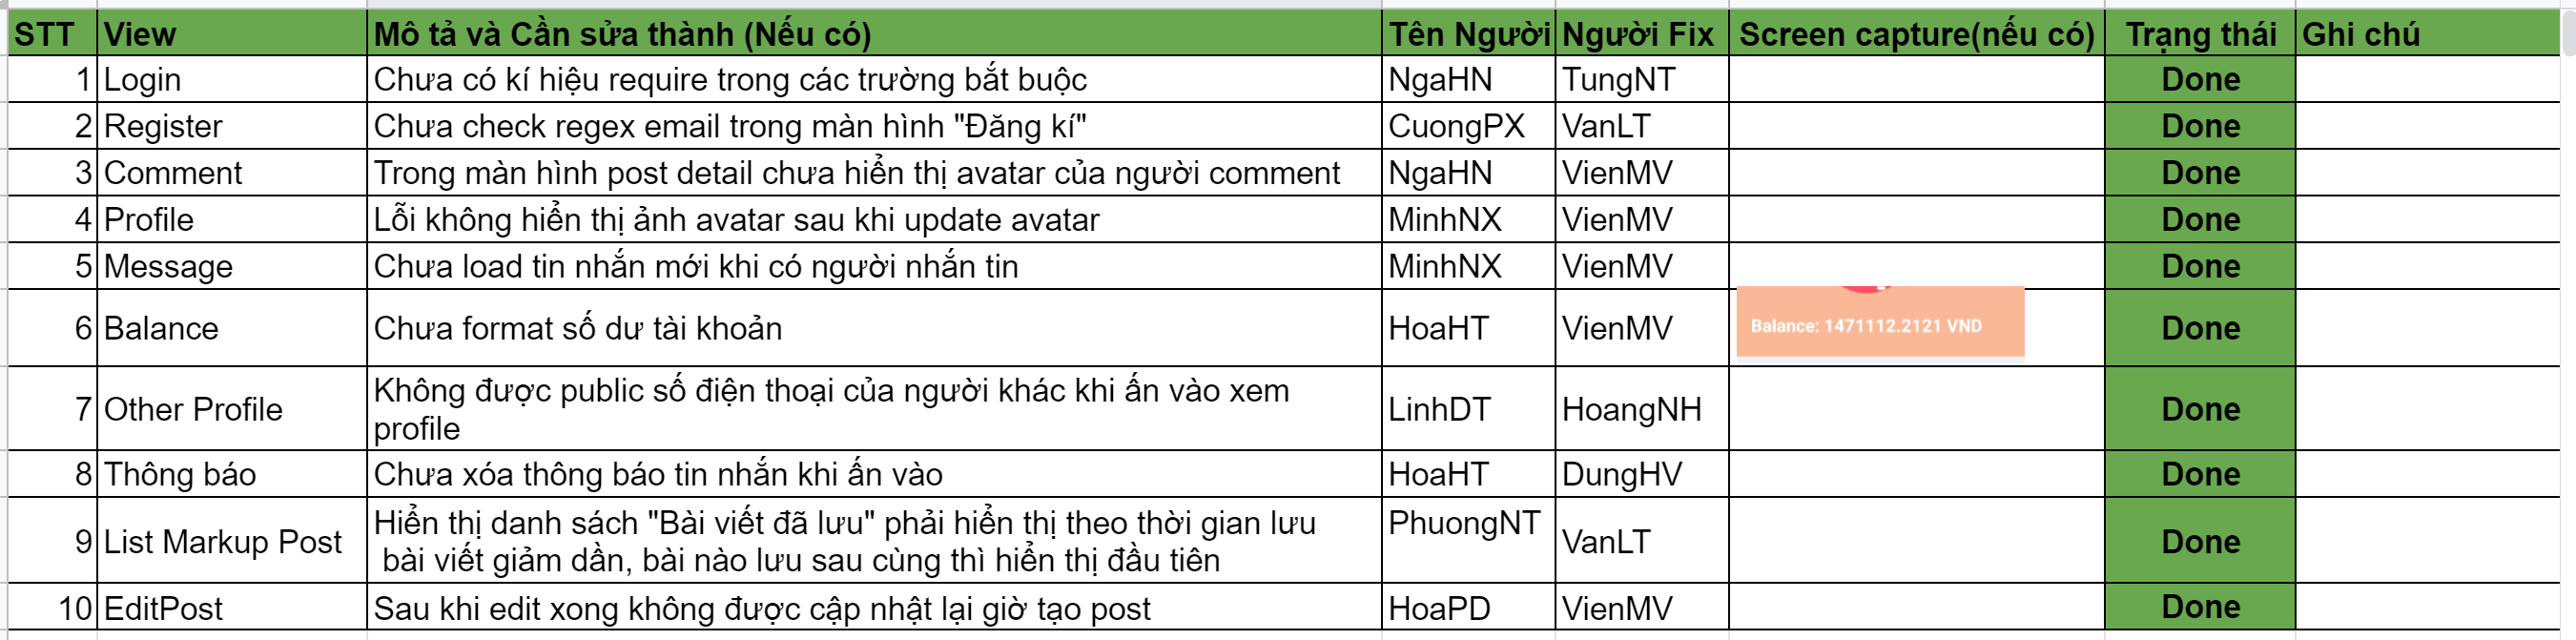 STT View Mô tả và Cần sửa thành (Nếu có) Tên Người Người Fix Screen capture(nếu có) Trạng thái Ghi chú
1 Login Chưa có kí hiệu require trong các trường bắt buộc NgaHN TungNT Done
2 Register Chưa check regex email trong màn hình "Đăng kí" CuongPX VanLT Done
3 Comment Trong màn hình post detail chưa hiển thị avatar của người comment NgaHN VienMV Done
4 Profile Lỗi không hiển thị ảnh avatar sau khi update avatar MinhNX VienMV Done
5 Message Chưa load tin nhắn mới khi có người nhắn tin MinhNX VienMV Done
6 Balance Chưa format số dư tài khoản HoaHT VienMV Balance: 1471112.2121 VND Done
7 Other Profile Không được public số điện thoại của người khác khi ấn vào xem
profile LinhDT HoangNH Done
8 Thông báo Chưa xóa thông báo tin nhắn khi ấn vào HoaHT DungHV Done
9 List Markup Post Hiển thị danh sách "Bài viết đã lưu" phải hiển thị theo thời gian lưu
bài viết giảm dần, bài nào lưu sau cùng thì hiển thị đầu tiên PhuongNT VanLT Done
10 EditPost Sau khi edit xong không được cập nhật lại giờ tạo post HoaPD VienMV Done